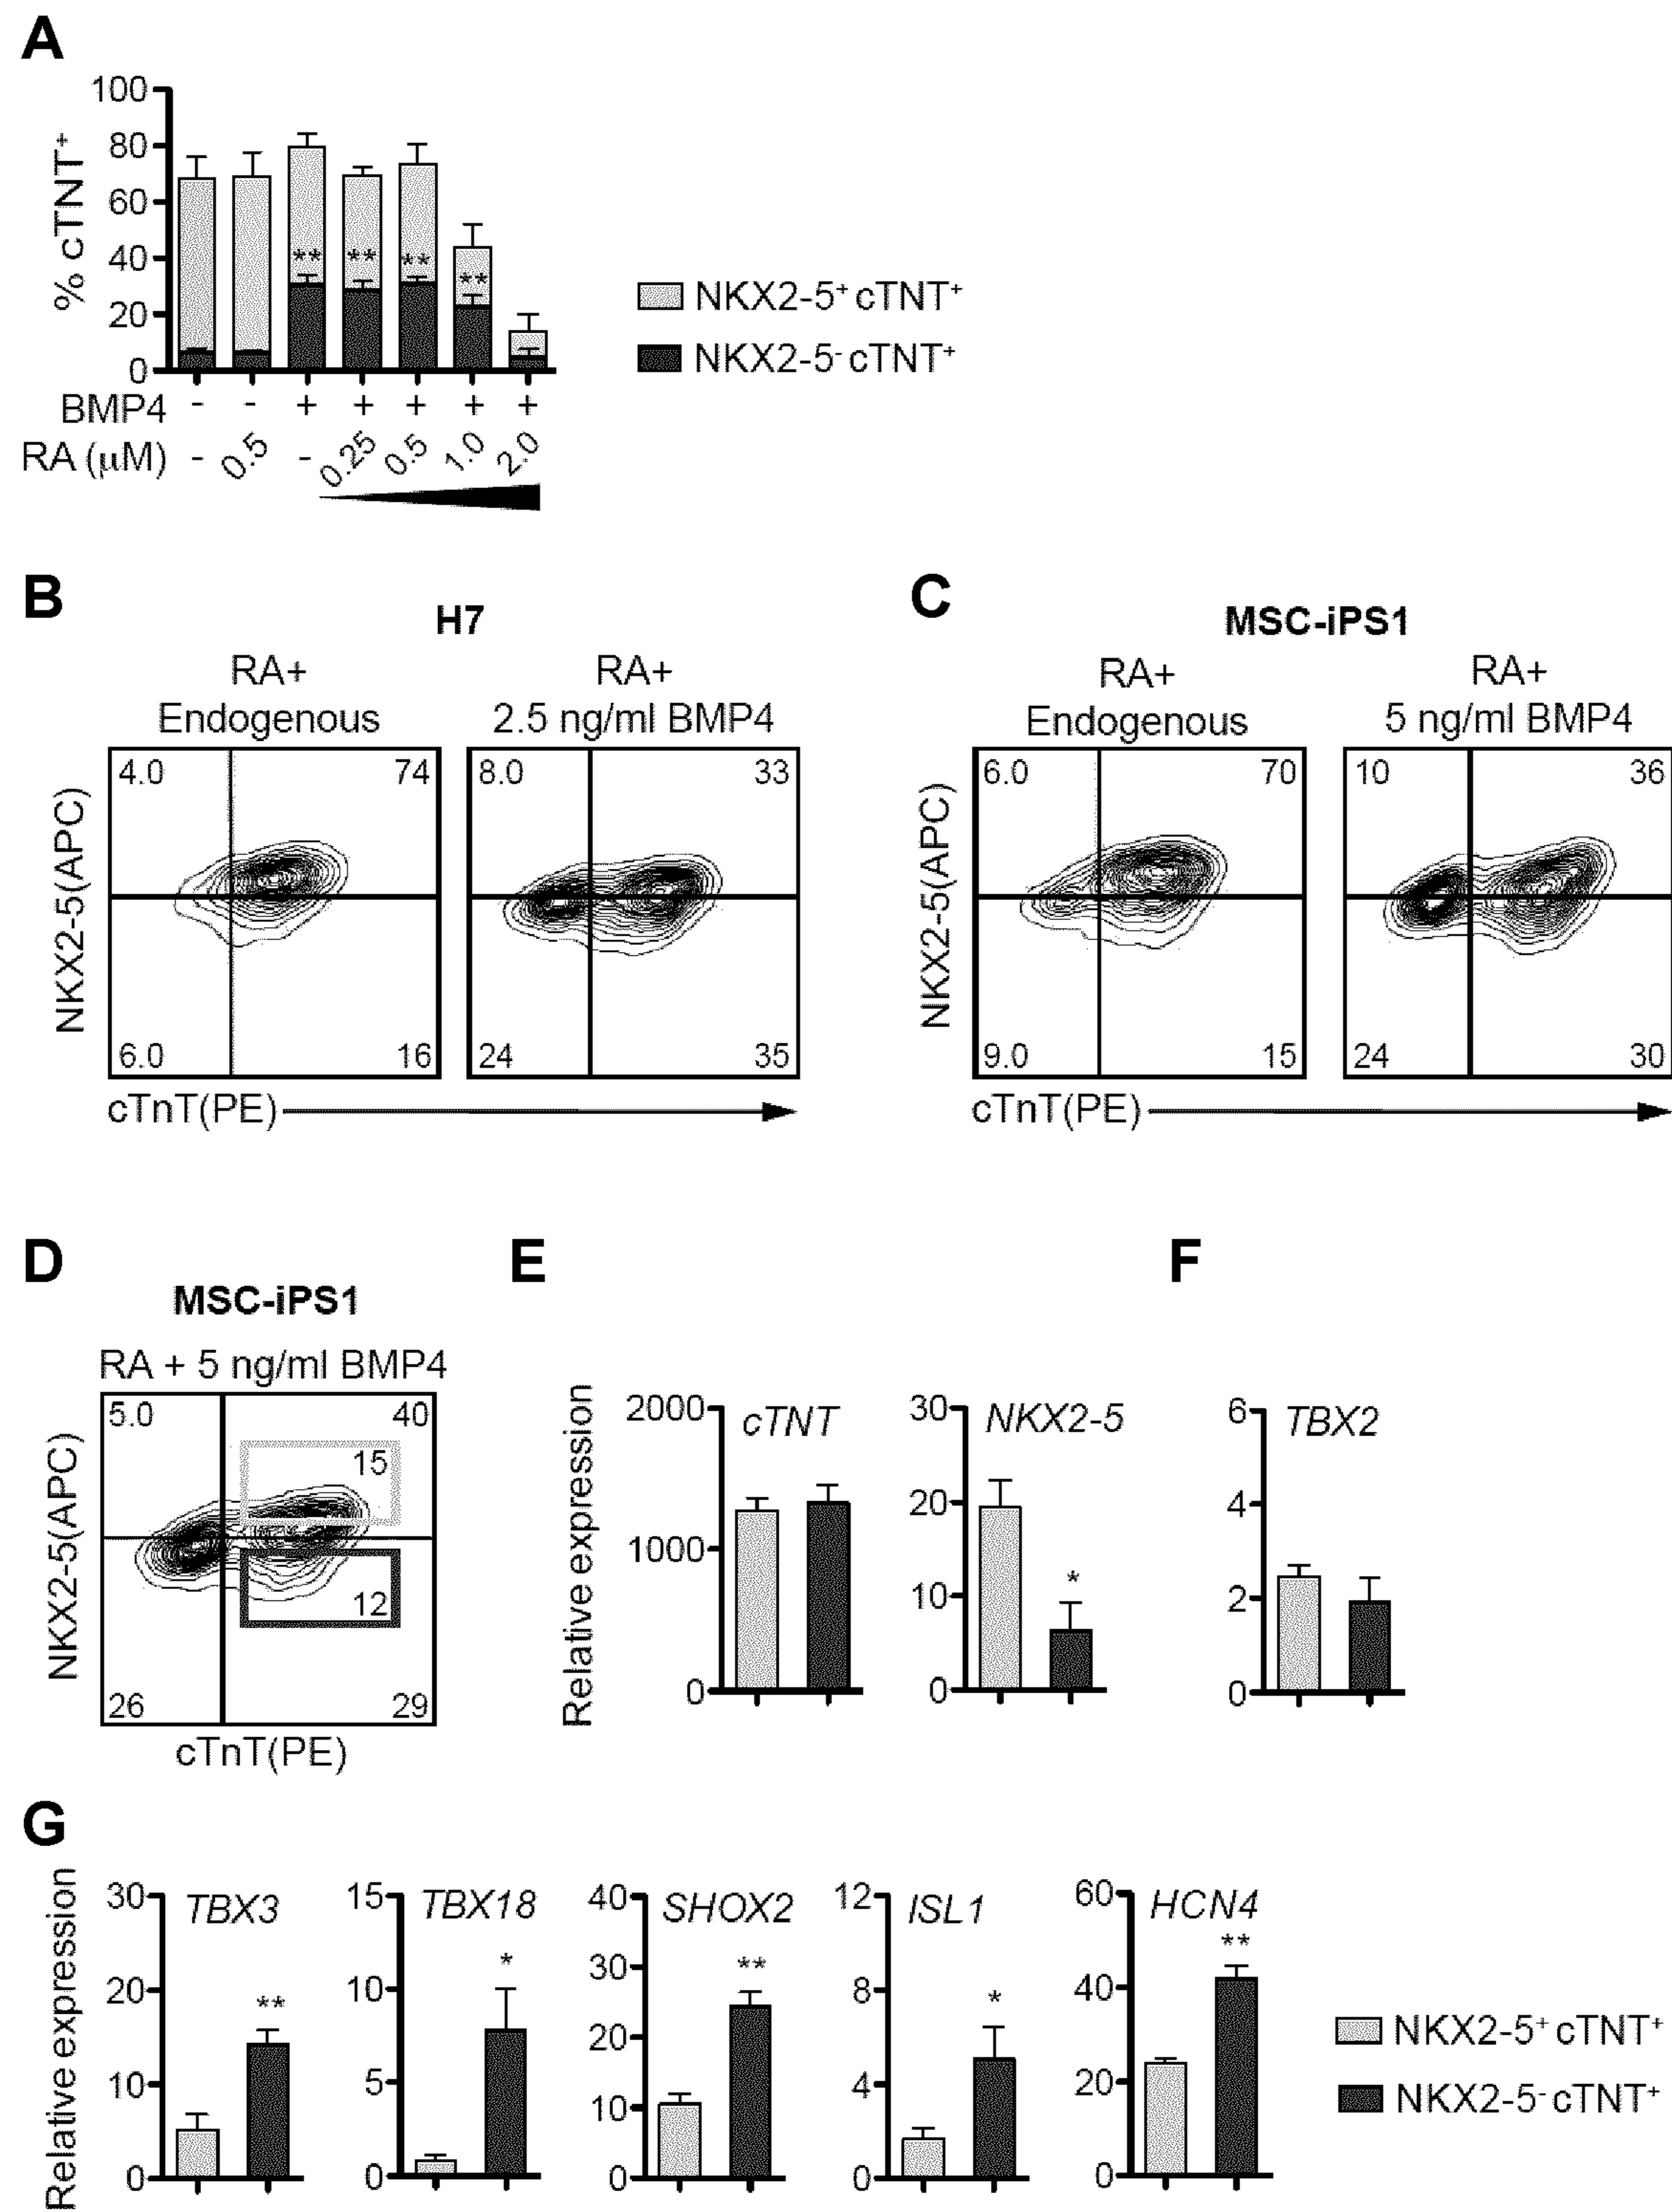 A
100
80
60
40
20
0
% cTNT⁺
** ** ** **
NKX2-5⁺ cTNT⁺
NKX2-5⁻ cTNT⁺
BMP4 - - + + + + +
RA (μM) - 0.5 - 0.25 0.5 1.0 2.0
B
H7
RA+ Endogenous
RA+ 2.5 ng/ml BMP4
NKX2-5(APC)
4.0 74
6.0 16
8.0 33
24 35
cTnT(PE)
C
MSC-iPS1
RA+ Endogenous
RA+ 5 ng/ml BMP4
NKX2-5(APC)
6.0 70
9.0 15
10 36
24 30
cTnT(PE)
D
MSC-iPS1
RA + 5 ng/ml BMP4
NKX2-5(APC)
5.0 40
15
12
26 29
cTnT(PE)
E
Relative expression
cTNT
2000
1000
0
NKX2-5
30
20
10
0
*
F
TBX2
6
4
2
0
G
Relative expression
TBX3
30
20
10
0
**
TBX18
15
10
5
0
*
SHOX2
40
30
20
10
0
**
ISL1
12
8
4
0
*
HCN4
60
40
20
0
**
NKX2-5⁺ cTNT⁺
NKX2-5⁻ cTNT⁺